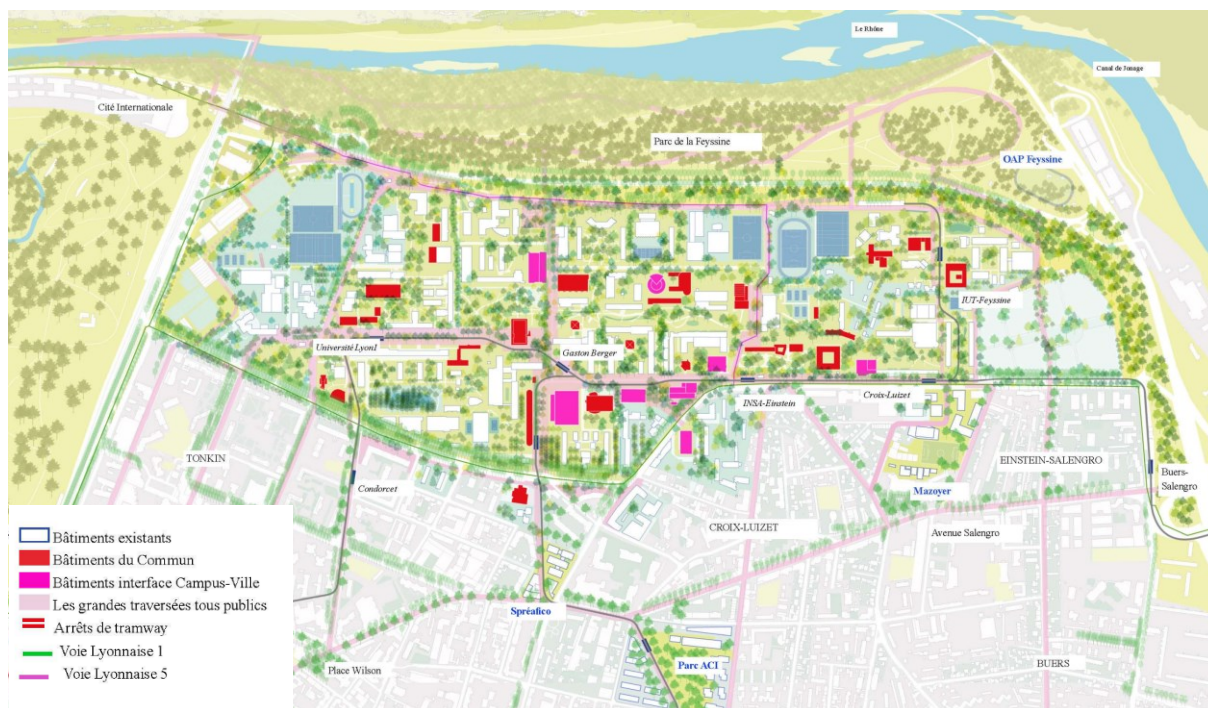 Le Rhône
Canal de Jonage
Cité Internationale
Parc de la Feyssine
OAP Feyssine
IUT-Feyssine
Université Lyon1
Gaston Berger
INSA-Einstein
Croix-Luizet
TONKIN
Condorcet
EINSTEIN-SALENGRO
Buers-
Salengro
Mazoyer
CROIX-LUIZET
Avenue Salengro
Bâtiments existants
Bâtiments du Commun
Bâtiments interface Campus-Ville
Les grandes traversées tous publics
Arrêts de tramway
Voie Lyonnaise 1
Voie Lyonnaise 5
Spréafico
Place Wilson
Parc ACI
BUERS